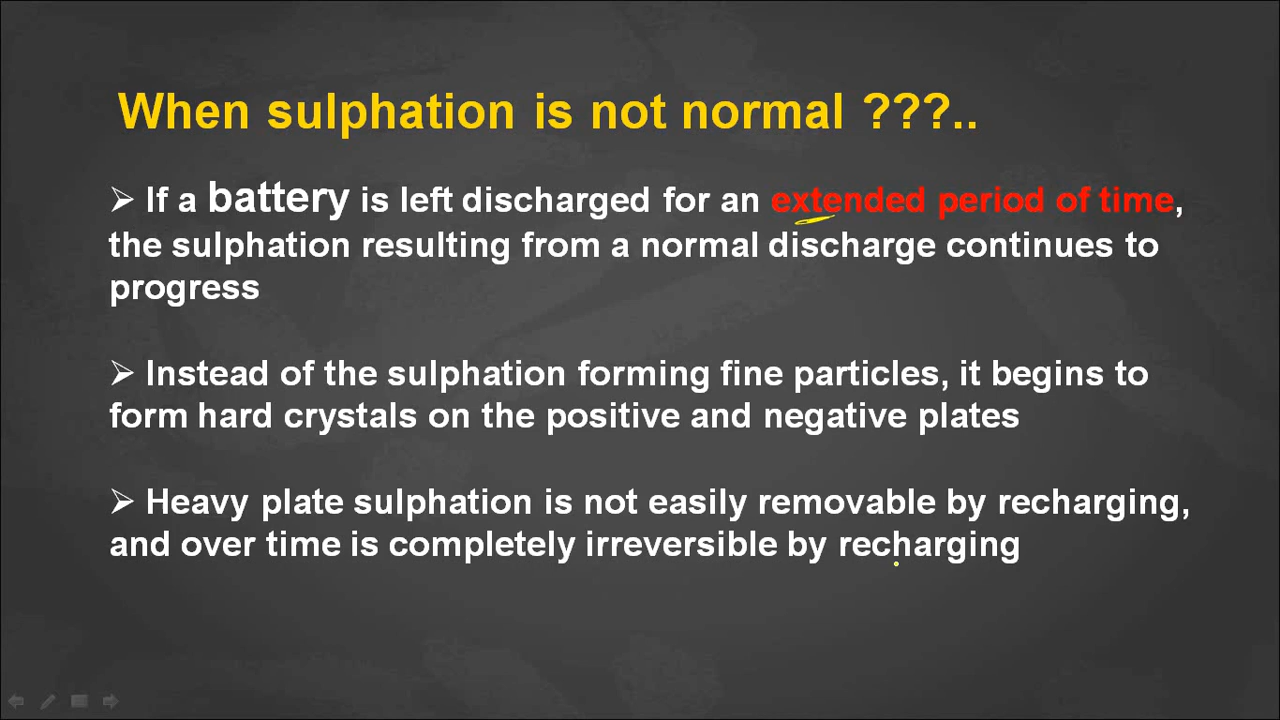 When sulphation is not normal ???..
➢ If a battery is left discharged for an extended period of time,
the sulphation resulting from a normal discharge continues to
progress
➢ Instead of the sulphation forming fine particles, it begins to
form hard crystals on the positive and negative plates
➢ Heavy plate sulphation is not easily removable by recharging,
and over time is completely irreversible by recharging